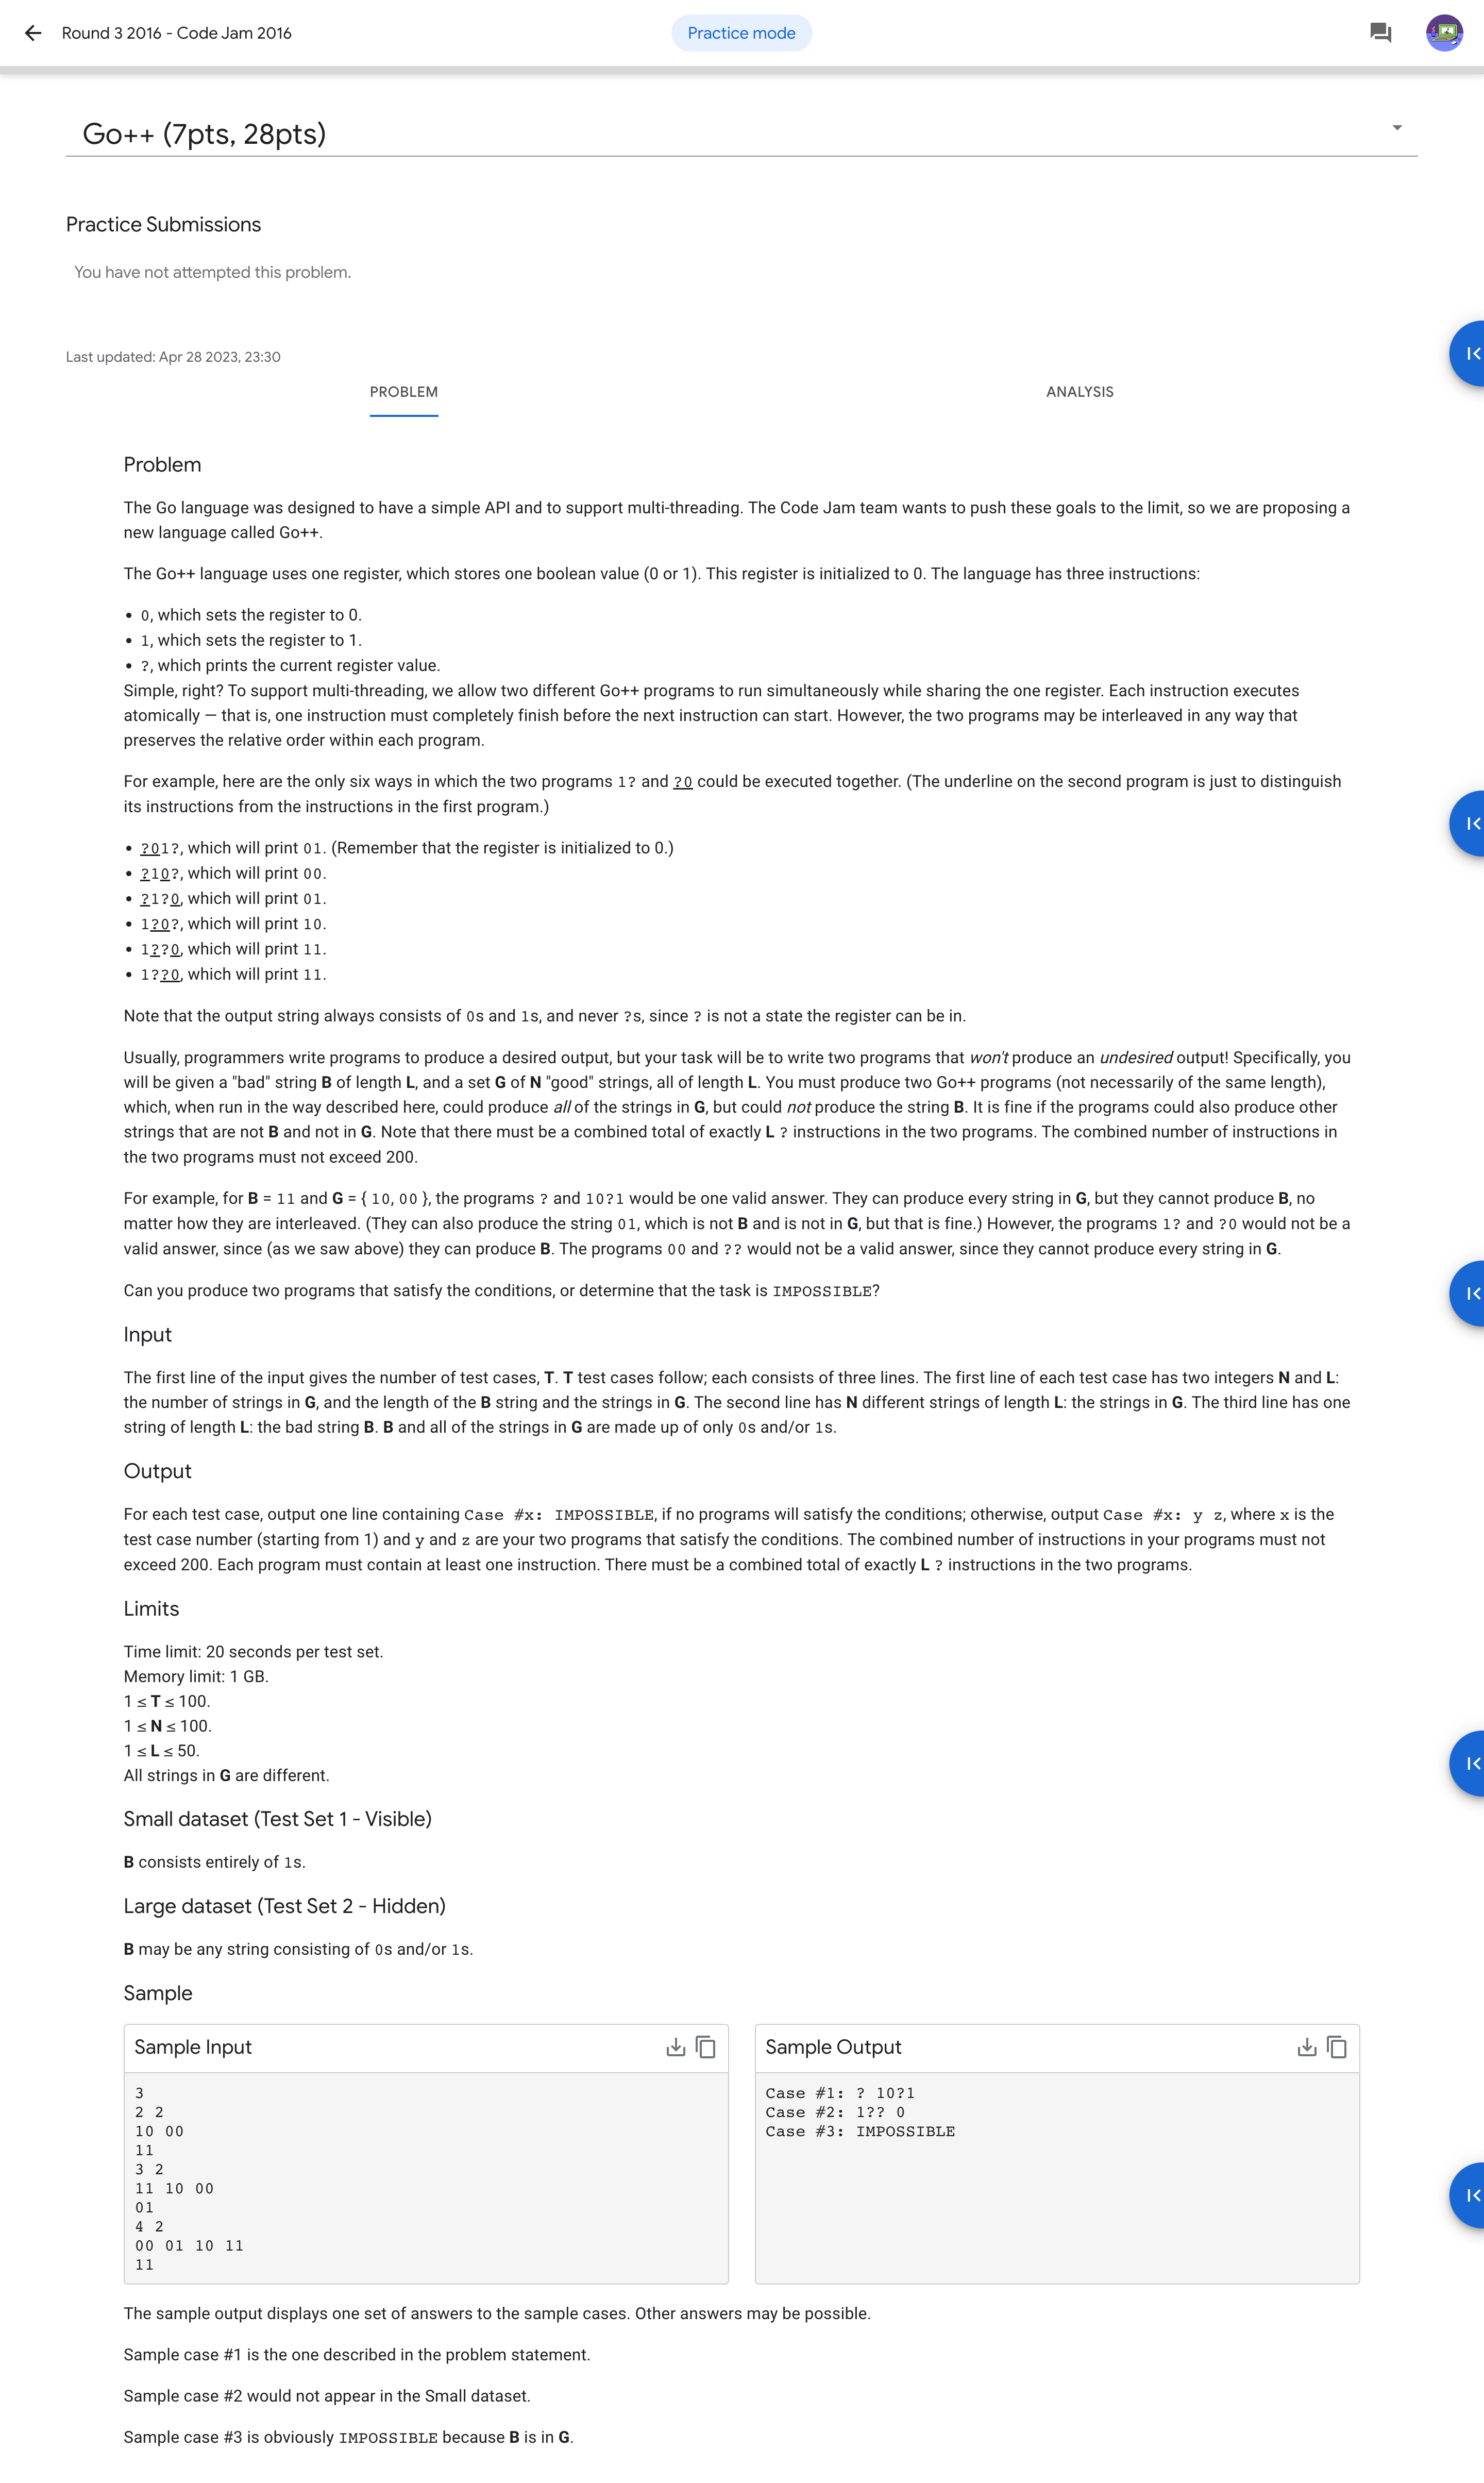 Round 3 2016 - Code Jam 2016
Practice mode
Go++ (7pts, 28pts)
Practice Submissions
You have not attempted this problem.
Last updated: Apr 28 2023, 23:30
PROBLEM
ANALYSIS
Problem
The Go language was designed to have a simple API and to support multi-threading. The Code Jam team wants to push these goals to the limit, so we are proposing a
new language called Go++.
The Go++ language uses one register, which stores one boolean value (0 or 1). This register is initialized to 0. The language has three instructions:
• 0, which sets the register to 0.
• 1, which sets the register to 1.
• ?, which prints the current register value.
Simple, right? To support multi-threading, we allow two different Go++ programs to run simultaneously while sharing the one register. Each instruction executes
atomically — that is, one instruction must completely finish before the next instruction can start. However, the two programs may be interleaved in any way that
preserves the relative order within each program.
For example, here are the only six ways in which the two programs 1? and ?0 could be executed together. (The underline on the second program is just to distinguish
its instructions from the instructions in the first program.)
• ?01?, which will print 01. (Remember that the register is initialized to 0.)
• ?10?, which will print 00.
• ?1?0, which will print 01.
• 1?0?, which will print 10.
• 1??0, which will print 11.
• 1??0, which will print 11.
Note that the output string always consists of 0s and 1s, and never ?s, since ? is not a state the register can be in.
Usually, programmers write programs to produce a desired output, but your task will be to write two programs that won't produce an undesired output! Specifically, you
will be given a "bad" string B of length L, and a set G of N "good" strings, all of length L. You must produce two Go++ programs (not necessarily of the same length),
which, when run in the way described here, could produce all of the strings in G, but could not produce the string B. It is fine if the programs could also produce other
strings that are not B and not in G. Note that there must be a combined total of exactly L ? instructions in the two programs. The combined number of instructions in
the two programs must not exceed 200.
For example, for B = 11 and G = { 10, 00 }, the programs ? and 10?1 would be one valid answer. They can produce every string in G, but they cannot produce B, no
matter how they are interleaved. (They can also produce the string 01, which is not B and is not in G, but that is fine.) However, the programs 1? and ?0 would not be a
valid answer, since (as we saw above) they can produce B. The programs 00 and ?? would not be a valid answer, since they cannot produce every string in G.
Can you produce two programs that satisfy the conditions, or determine that the task is IMPOSSIBLE?
Input
The first line of the input gives the number of test cases, T. T test cases follow; each consists of three lines. The first line of each test case has two integers N and L:
the number of strings in G, and the length of the B string and the strings in G. The second line has N different strings of length L: the strings in G. The third line has one
string of length L: the bad string B. B and all of the strings in G are made up of only 0s and/or 1s.
Output
For each test case, output one line containing Case #x: IMPOSSIBLE, if no programs will satisfy the conditions; otherwise, output Case #x: y z, where x is the
test case number (starting from 1) and y and z are your two programs that satisfy the conditions. The combined number of instructions in your programs must not
exceed 200. Each program must contain at least one instruction. There must be a combined total of exactly L ? instructions in the two programs.
Limits
Time limit: 20 seconds per test set.
Memory limit: 1 GB.
1 ≤ T ≤ 100.
1 ≤ N ≤ 100.
1 ≤ L ≤ 50.
All strings in G are different.
Small dataset (Test Set 1 - Visible)
B consists entirely of 1s.
Large dataset (Test Set 2 - Hidden)
B may be any string consisting of 0s and/or 1s.
Sample
Sample Input
3
2 2
10 00
11
3 2
11 10 00
01
4 2
00 01 10 11
11
Sample Output
Case #1: ? 10?1
Case #2: 1?? 0
Case #3: IMPOSSIBLE
The sample output displays one set of answers to the sample cases. Other answers may be possible.
Sample case #1 is the one described in the problem statement.
Sample case #2 would not appear in the Small dataset.
Sample case #3 is obviously IMPOSSIBLE because B is in G.